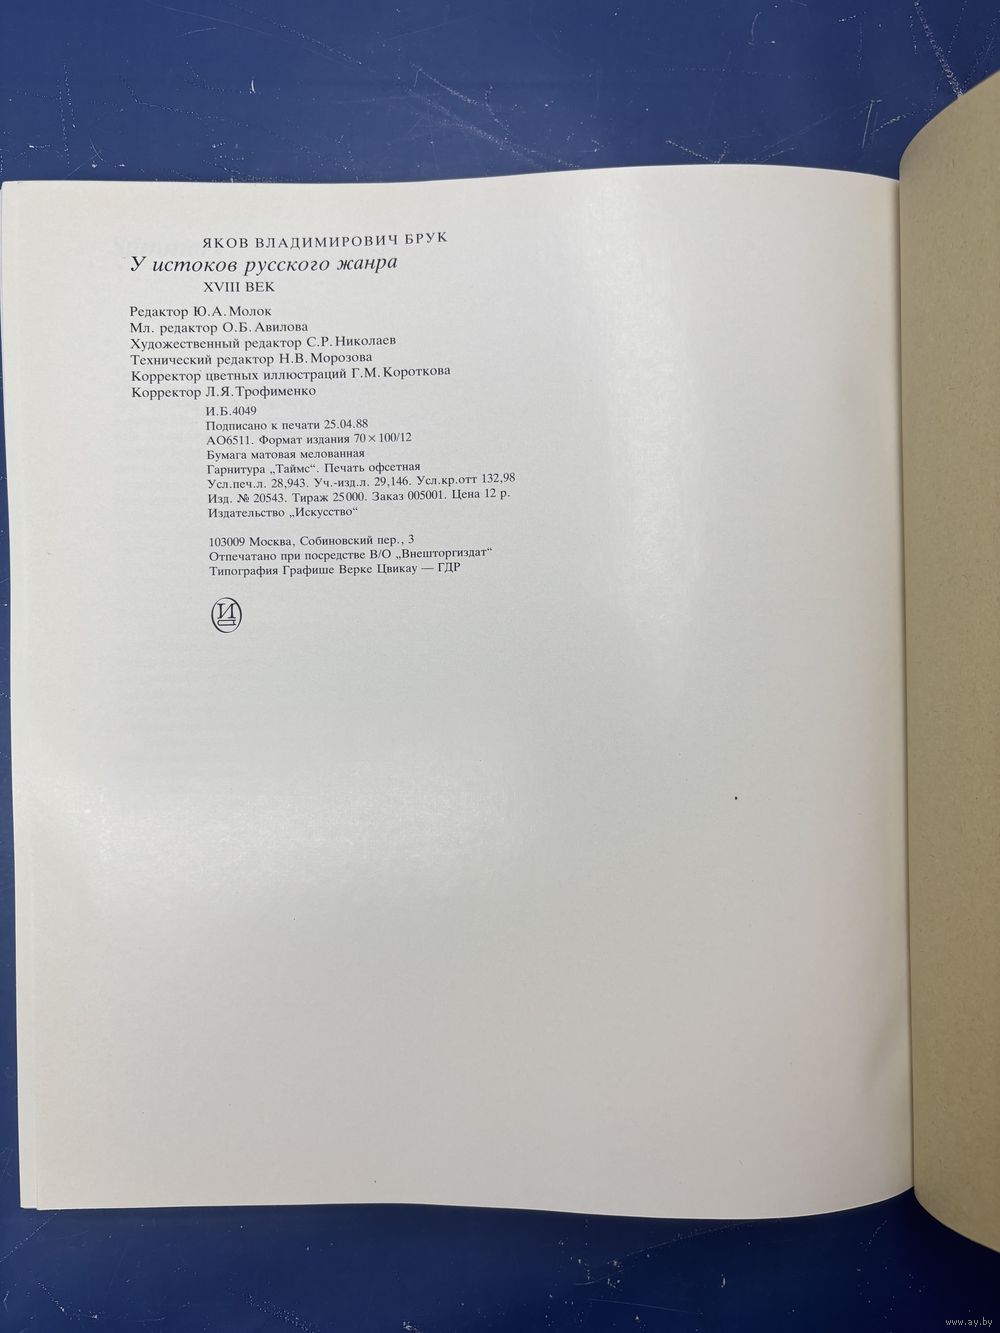 ЯКОВ ВЛАДИМИРОВИЧ БРУК
У истоков русского жанра
XVIII ВЕК
Редактор Ю.А.Молок
Мл. редактор О.Б.Авилова
Художественный редактор С.Р.Николаев
Технический редактор Н.В.Морозова
Корректор цветных иллюстраций Г.М.Короткова
Корректор Л.Я.Трофименко
И.Б.4049
Подписано к печати 25.04.88
АО6511. Формат издания 70×100/12
Бумага матовая мелованная
Гарнитура „Таймс“. Печать офсетная
Усл.печ.л. 28,943. Уч.-изд.л. 29,146. Усл.кр.отт 132,98
Изд. № 20543. Тираж 25000. Заказ 005001. Цена 12 р.
Издательство „Искусство“
103009 Москва, Собиновский пер., 3
Отпечатано при посредстве В/О „Внешторгиздат“
Типография Графише Верке Цвикау — ГДР
И
www.ay.by